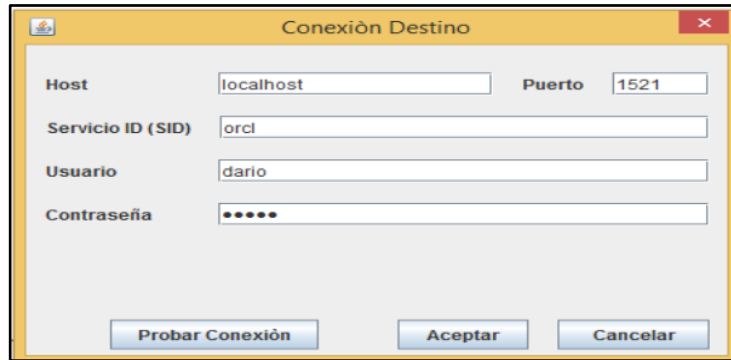 Conexiòn Destino
Host localhost Puerto 1521
Servicio ID (SID) orcl
Usuario dario
Contraseña •••••
Probar Conexiòn Aceptar Cancelar